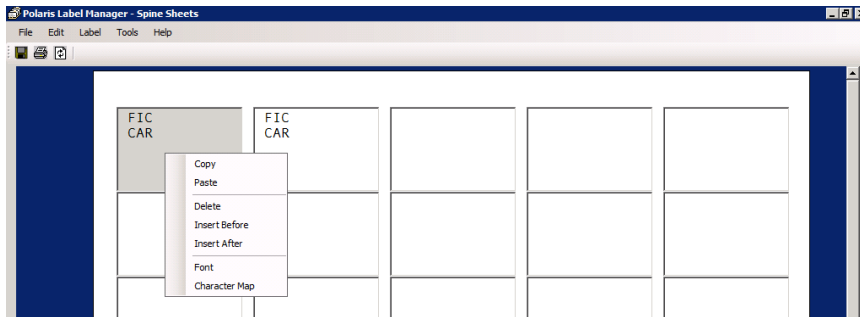 Polaris Label Manager - Spine Sheets
File Edit Label Tools Help
FIC
CAR
FIC
CAR
Copy
Paste
Delete
Insert Before
Insert After
Font
Character Map